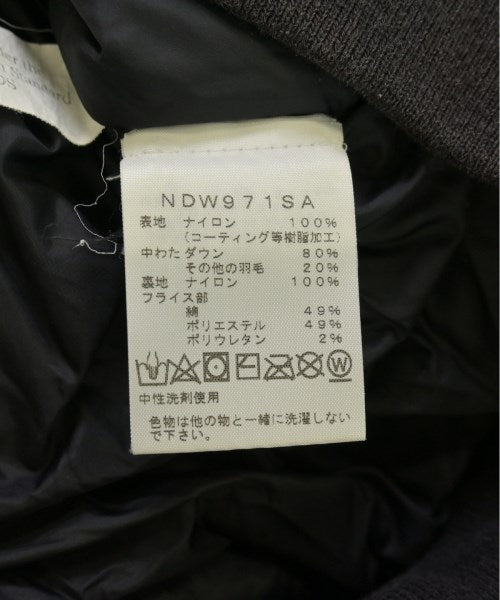 Standard
NDW971SA
表地 ナイロン 100%
(コーティング等樹脂加工)
中わた ダウン 80%
その他の羽毛 20%
裏地 ナイロン 100%
フライス部
綿 49%
ポリエステル 49%
ポリウレタン 2%
W
中性洗剤使用
色物は他の物と一緒に洗濯しない
で下さい。